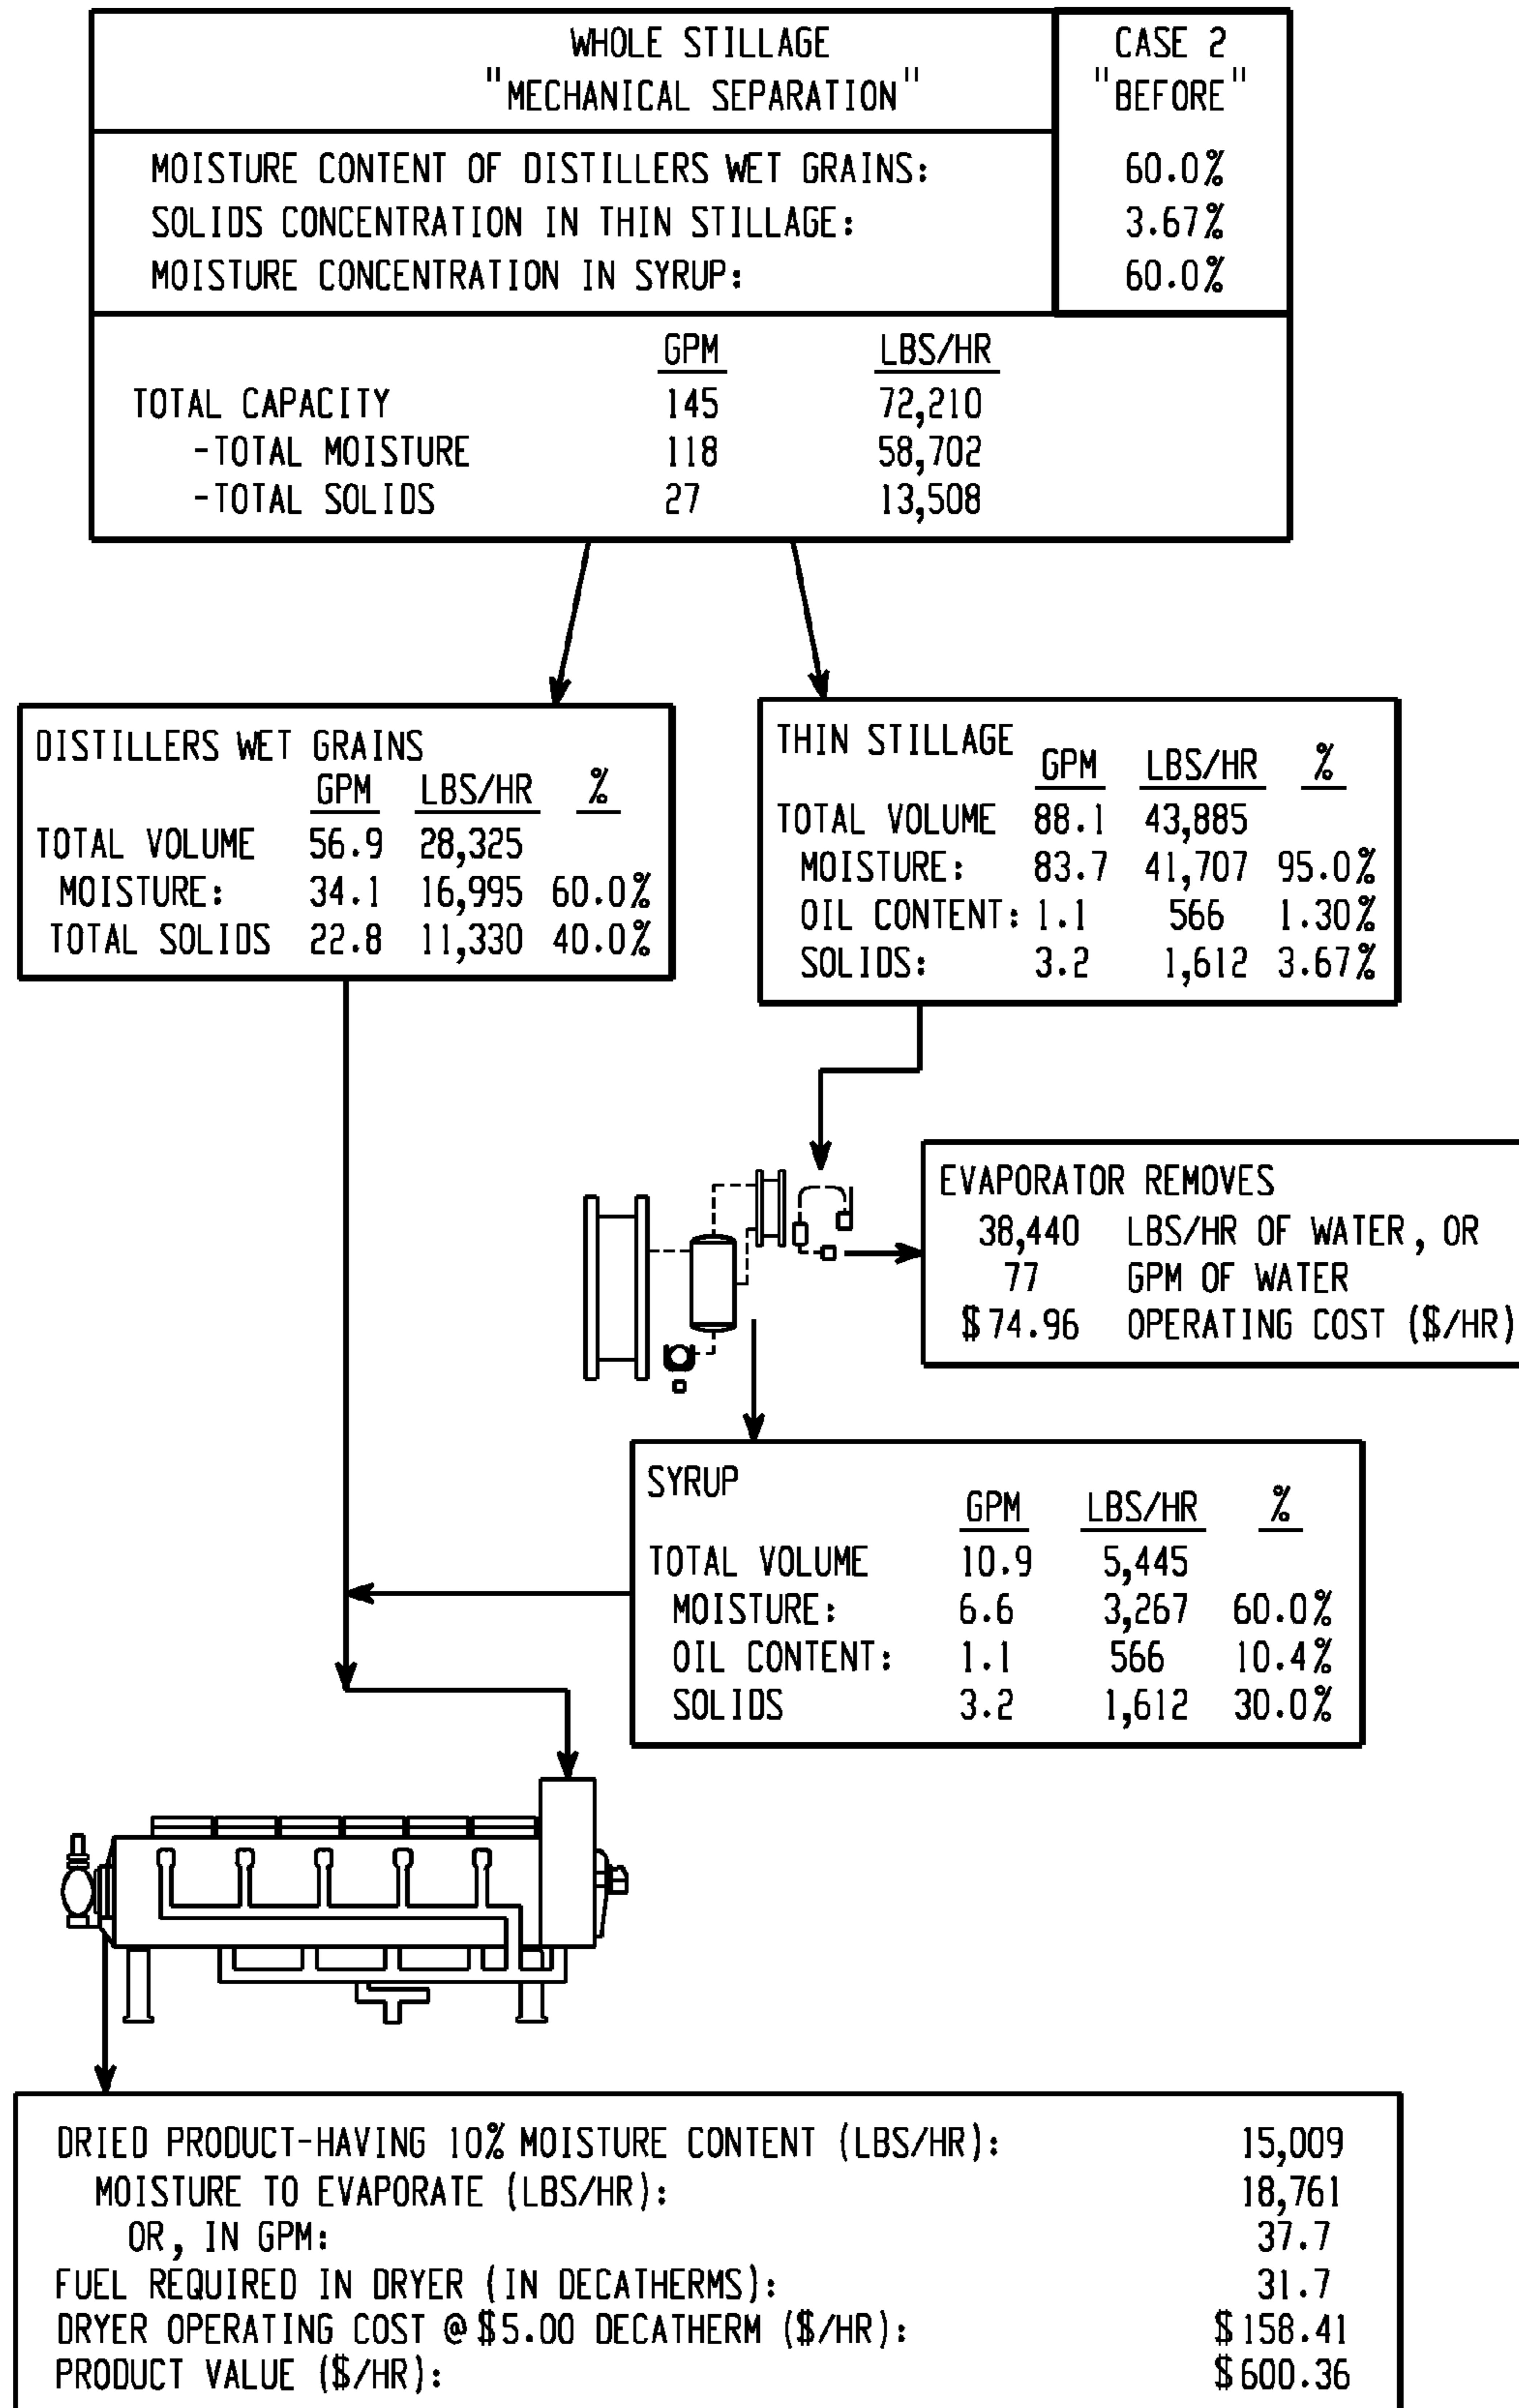 WHOLE STILLAGE
"MECHANICAL SEPARATION"
CASE 2
"BEFORE"
MOISTURE CONTENT OF DISTILLERS WET GRAINS: 60.0%
SOLIDS CONCENTRATION IN THIN STILLAGE: 3.67%
MOISTURE CONCENTRATION IN SYRUP: 60.0%
GPM LBS/HR
TOTAL CAPACITY 145 72,210
-TOTAL MOISTURE 118 58,702
-TOTAL SOLIDS 27 13,508
DISTILLERS WET GRAINS
GPM LBS/HR %
TOTAL VOLUME 56.9 28,325
MOISTURE: 34.1 16,995 60.0%
TOTAL SOLIDS 22.8 11,330 40.0%
THIN STILLAGE GPM LBS/HR %
TOTAL VOLUME 88.1 43,885
MOISTURE: 83.7 41,707 95.0%
OIL CONTENT: 1.1 566 1.30%
SOLIDS: 3.2 1,612 3.67%
EVAPORATOR REMOVES
38,440 LBS/HR OF WATER, OR
77 GPM OF WATER
$74.96 OPERATING COST ($/HR)
SYRUP
GPM LBS/HR %
TOTAL VOLUME 10.9 5,445
MOISTURE: 6.6 3,267 60.0%
OIL CONTENT: 1.1 566 10.4%
SOLIDS 3.2 1,612 30.0%
DRIED PRODUCT-HAVING 10% MOISTURE CONTENT (LBS/HR): 15,009
MOISTURE TO EVAPORATE (LBS/HR): 18,761
OR, IN GPM: 37.7
FUEL REQUIRED IN DRYER (IN DECATHERMS): 31.7
DRYER OPERATING COST @ $5.00 DECATHERM ($/HR): $158.41
PRODUCT VALUE ($/HR): $600.36